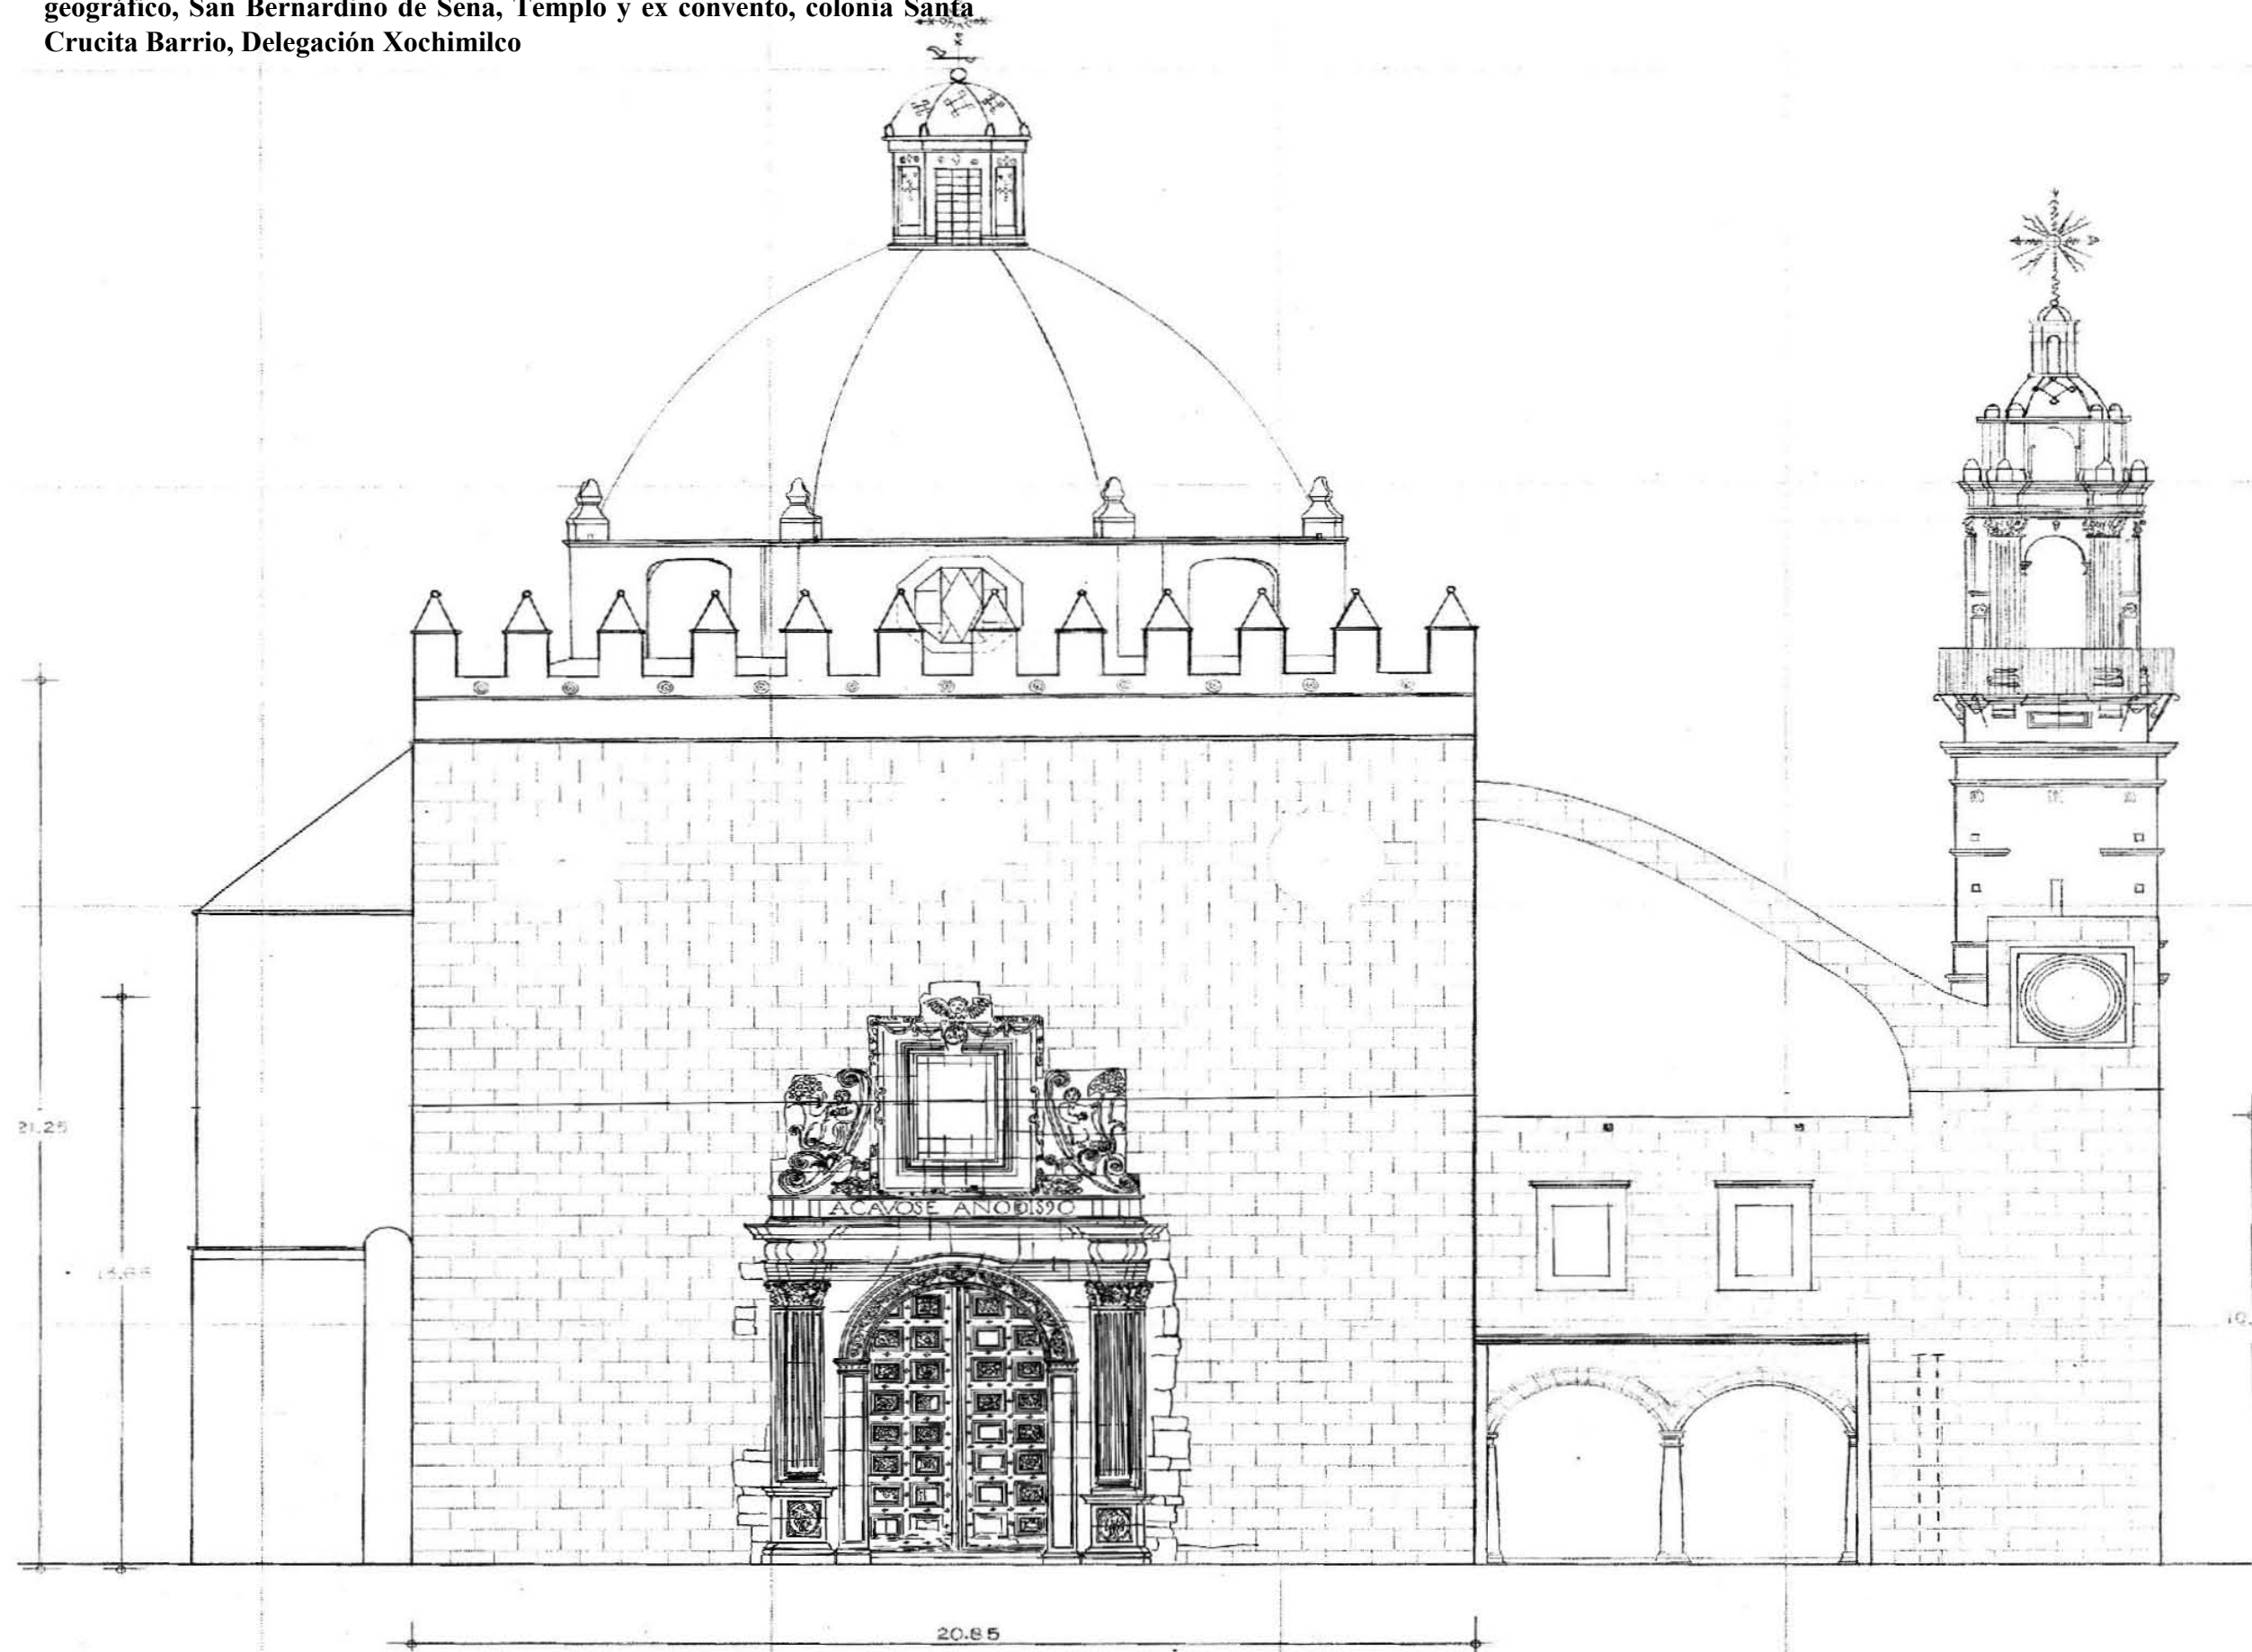 geográfico, San Bernardino de Sena, Templo y ex convento, colonia Santa
Crucita Barrio, Delegación Xochimilco
21.25
ACAVOSE AÑO DIS90
20.85